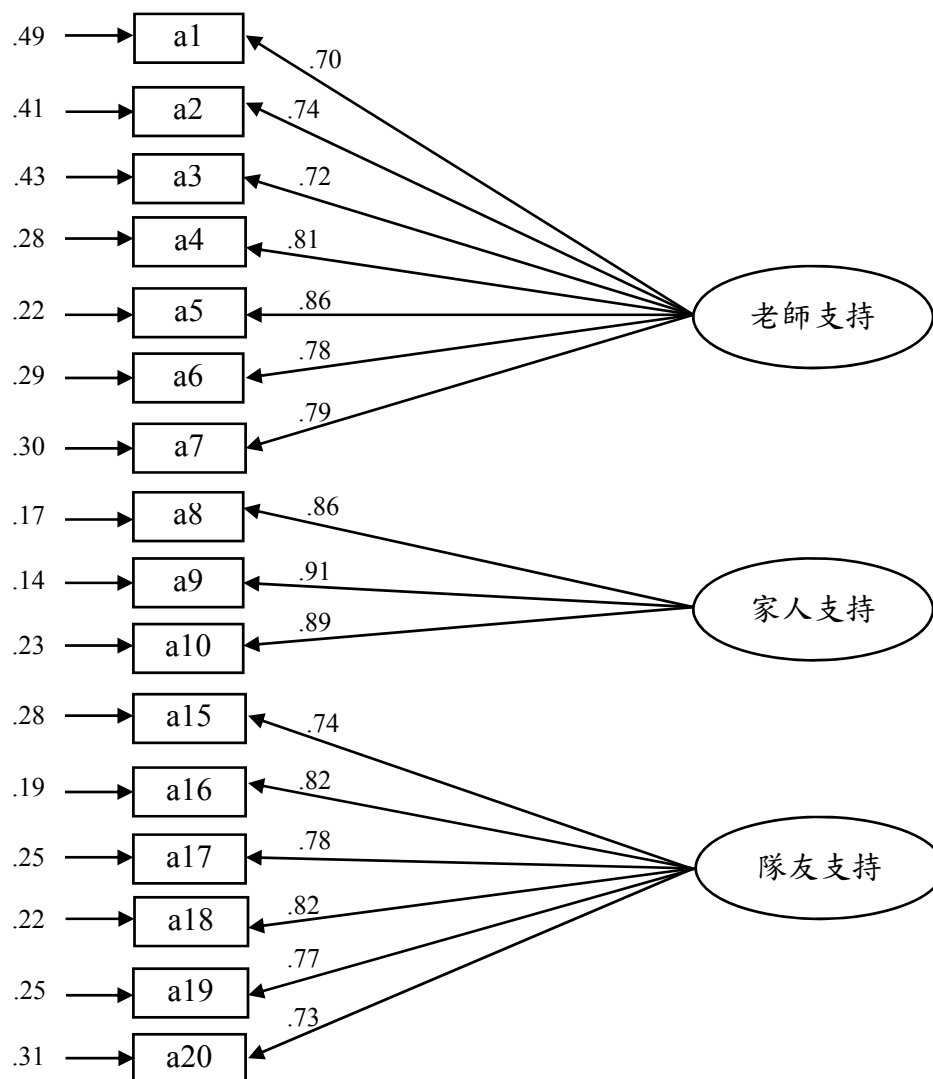 .49 a1 .70
.41 a2 .74
.43 a3 .72
.28 a4 .81
.22 a5 .86 老師支持
.29 a6 .78
.30 a7 .79
.17 a8 .86
.14 a9 .91 家人支持
.23 a10 .89
.28 a15 .74
.19 a16 .82
.25 a17 .78 隊友支持
.22 a18 .82
.25 a19 .77
.31 a20 .73